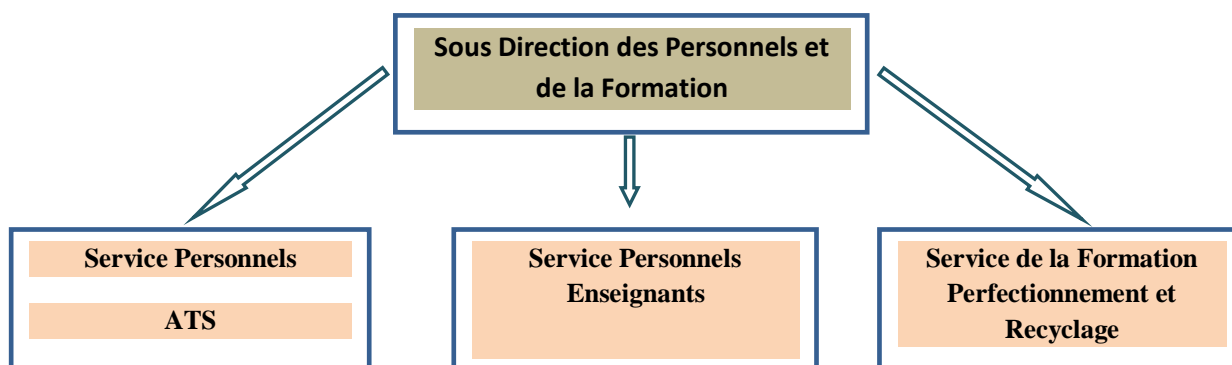 Sous Direction des Personnels et
de la Formation
Service Personnels
ATS
Service Personnels
Enseignants
Service de la Formation
Perfectionnement et
Recyclage